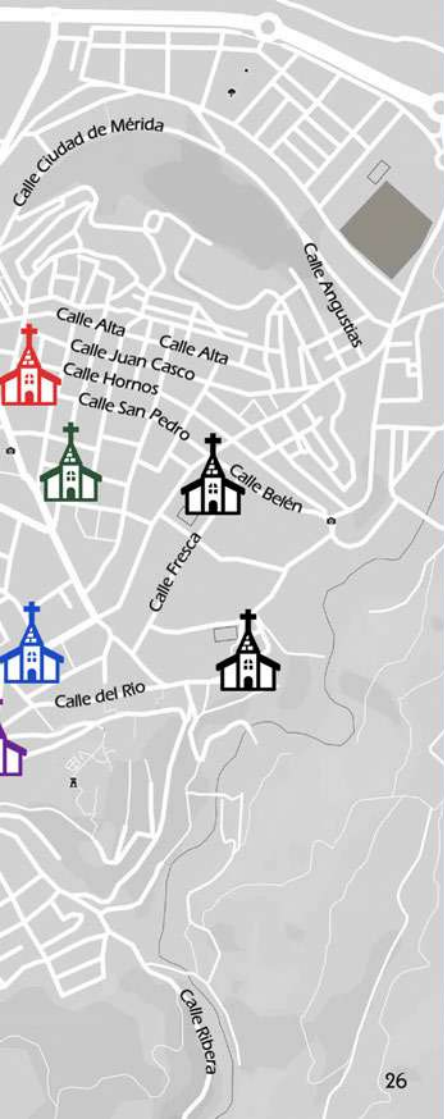 Calle Ciudad de Mérida
Calle Angustias
Calle Alta
Calle Alta
Calle Juan Casco
Calle Hornos
Calle San Pedro
Calle Belén
Calle Fresca
Calle del Río
Calle Ribera
26